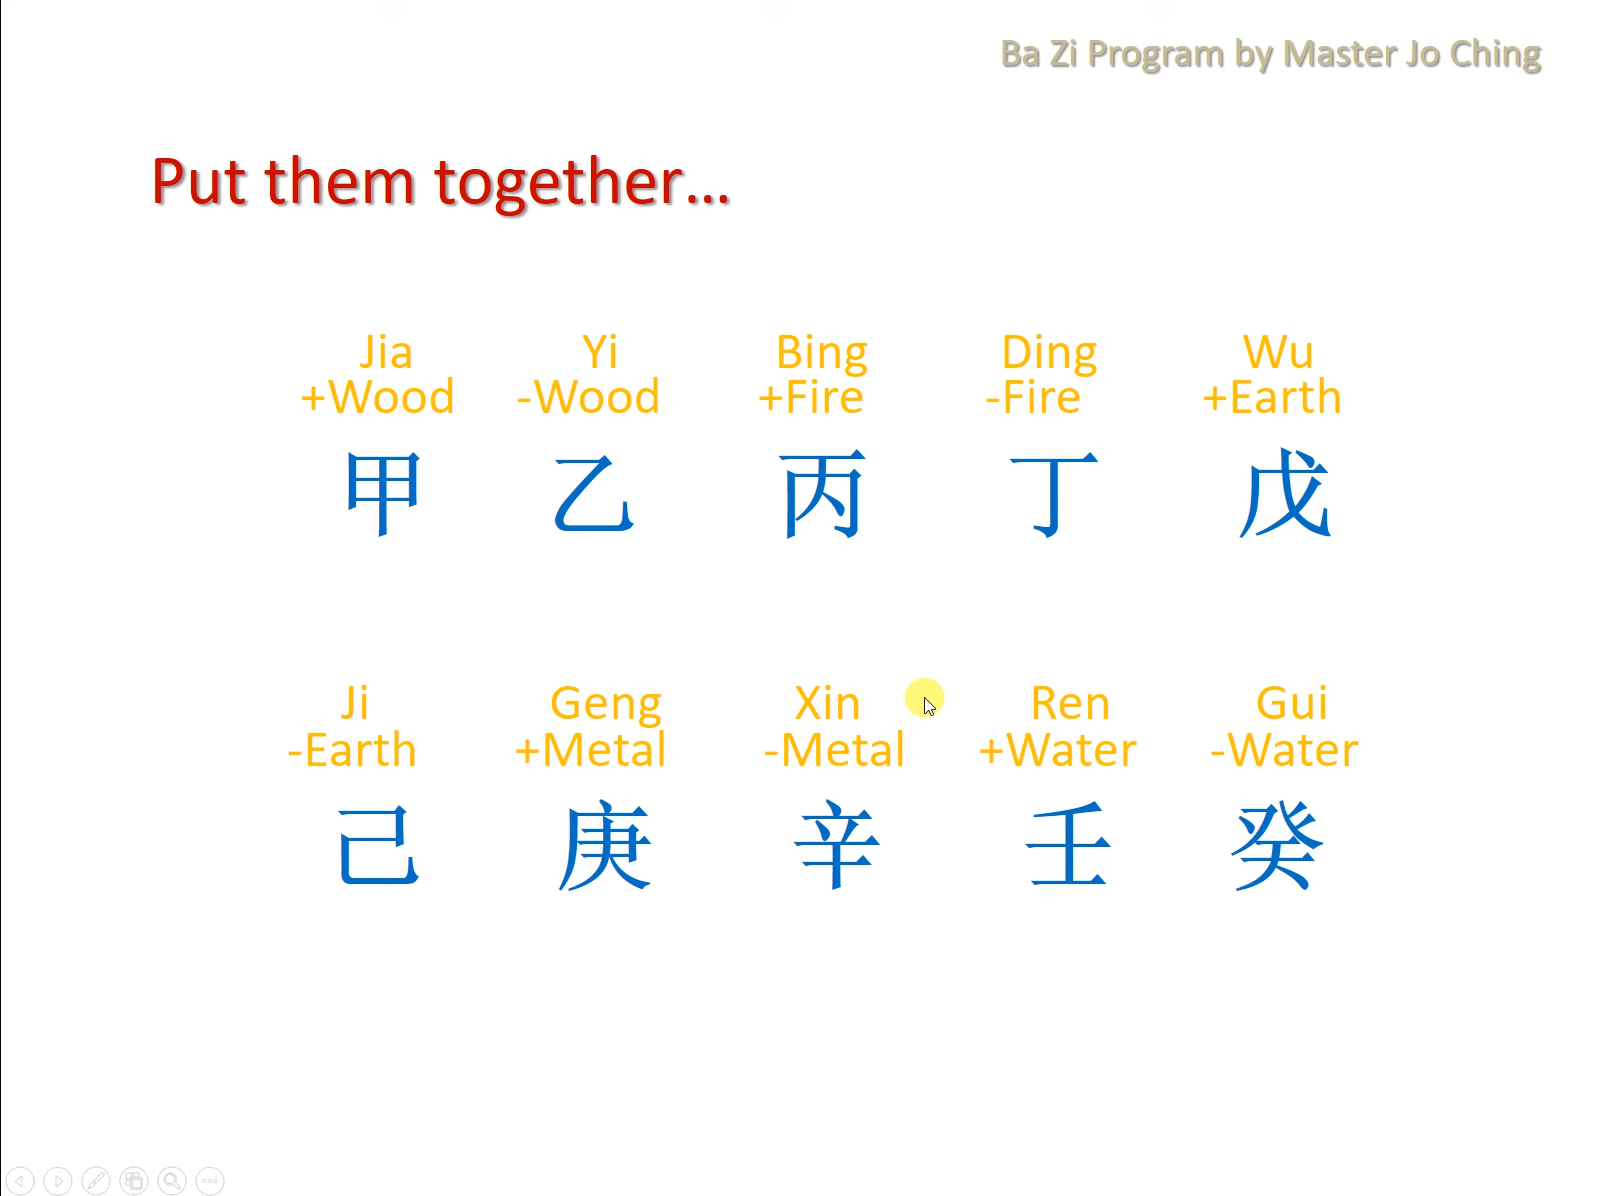 Ba Zi Program by Master Jo Ching
Put them together...
Jia Yi Bing Ding Wu
+Wood -Wood +Fire -Fire +Earth
甲 乙 丙 丁 戊
Ji Geng Xin Ren Gui
-Earth +Metal -Metal +Water -Water
己 庚 辛 壬 癸